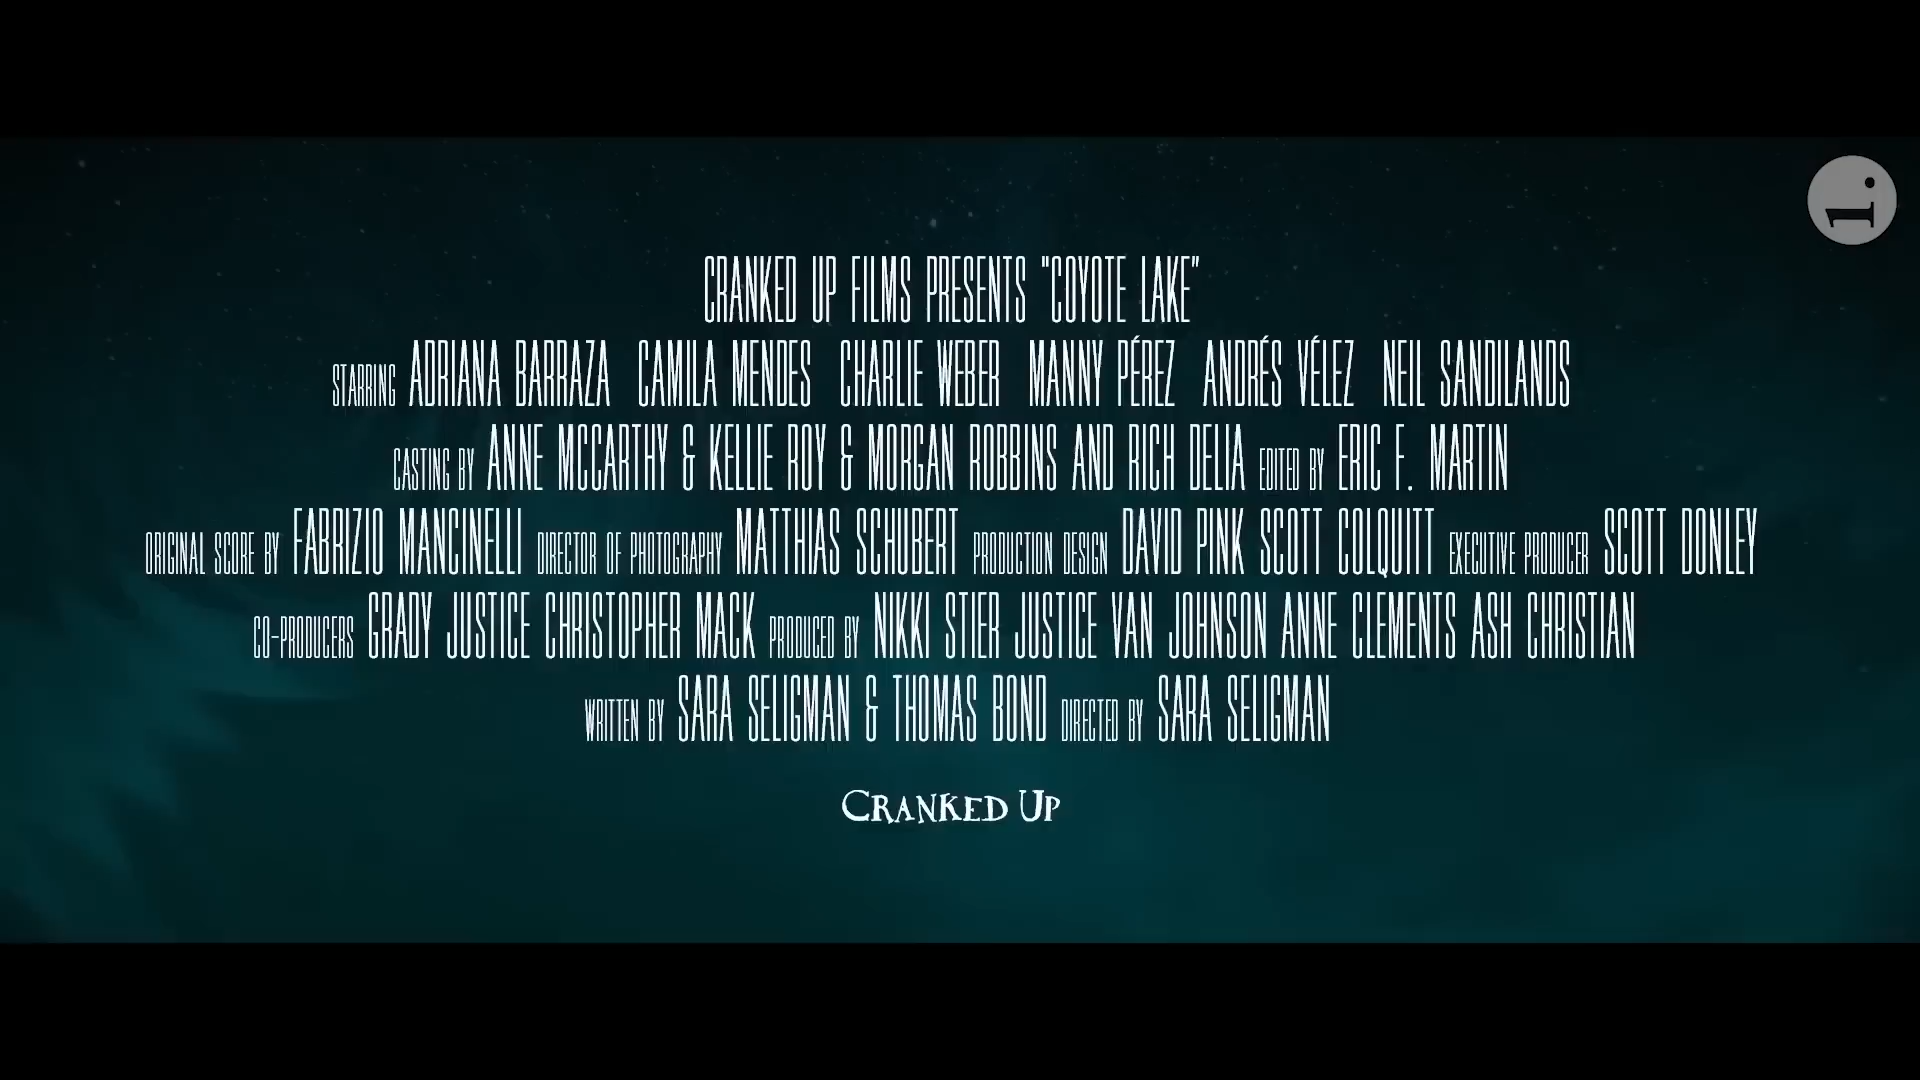 CRANKED UP FILMS PRESENTS "COYOTE LAKE"
STARRING ADRIANA BARRAZA CAMILA MENDES CHARLIE WEBER MANNY PÉREZ ANDRÉS VÉLEZ NEIL SANDILANDS
CASTING BY ANNE MCCARTHY & KELLIE ROY & MORGAN ROBBINS AND RICH DELIA EDITED BY ERIC F. MARTIN
ORIGINAL SCORE BY FABRIZIO MANCINELLI DIRECTOR OF PHOTOGRAPHY MATTHIAS SCHUBERT PRODUCTION DESIGN DAVID PINK SCOTT COLQUITT EXECUTIVE PRODUCER SCOTT DONLEY
CO-PRODUCERS GRADY JUSTICE CHRISTOPHER MACK PRODUCED BY NIKKI STIER JUSTICE VAN JOHNSON ANNE CLEMENTS ASH CHRISTIAN
WRITTEN BY SARA SELIGMAN & THOMAS BOND DIRECTED BY SARA SELIGMAN
CRANKED UP